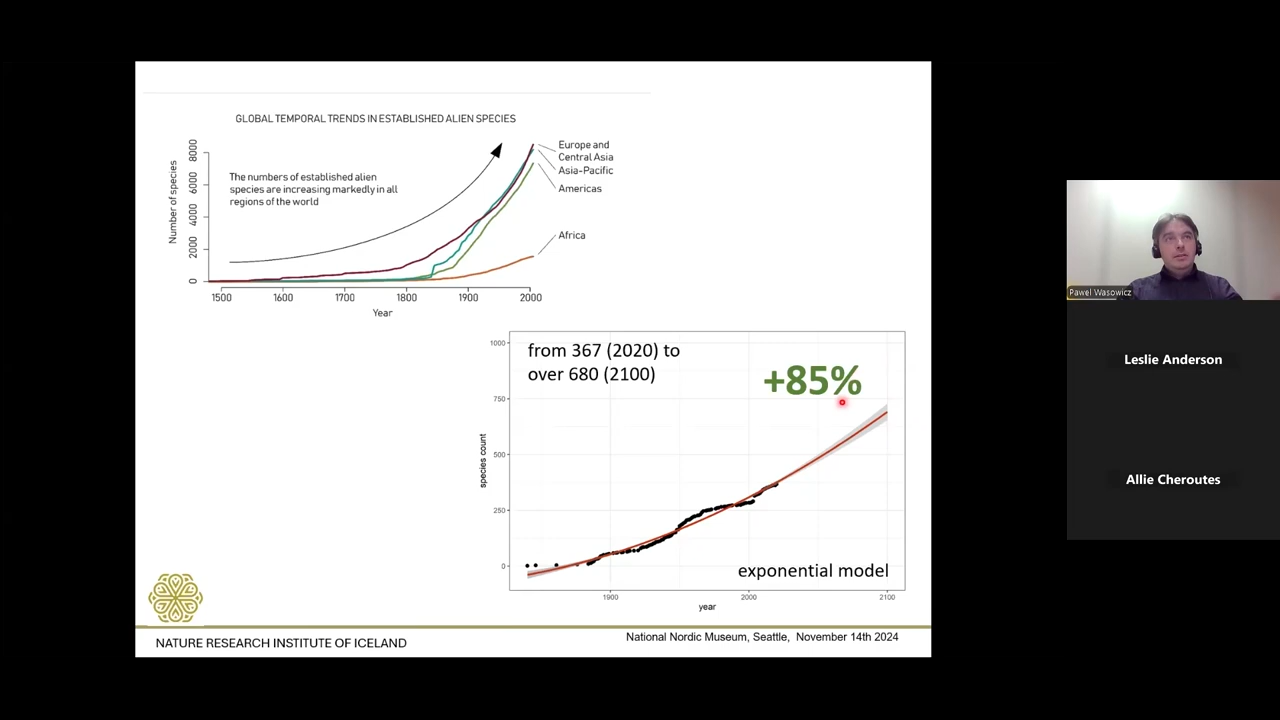 GLOBAL TEMPORAL TRENDS IN ESTABLISHED ALIEN SPECIES
Number of species
8000
6000
4000
2000
0
The numbers of established alien
species are increasing markedly in all
regions of the world
Europe and
Central Asia
Asia-Pacific
Americas
Africa
1500 1600 1700 1800 1900 2000
Year
from 367 (2020) to
over 680 (2100)
+85%
species count
1000
750
500
250
0
exponential model
1900 2000 2100
year
NATURE RESEARCH INSTITUTE OF ICELAND
National Nordic Museum, Seattle, November 14th 2024
Pawel Wasowicz
Leslie Anderson
Allie Cheroutes